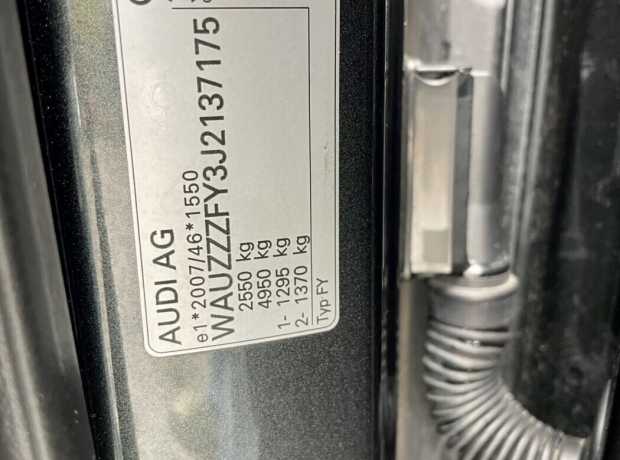 AUDI AG
e1*2007/46*1550
WAUZZZFY3J2137175
2550 kg
4950 kg
1- 1295 kg
2- 1370 kg
Typ FY